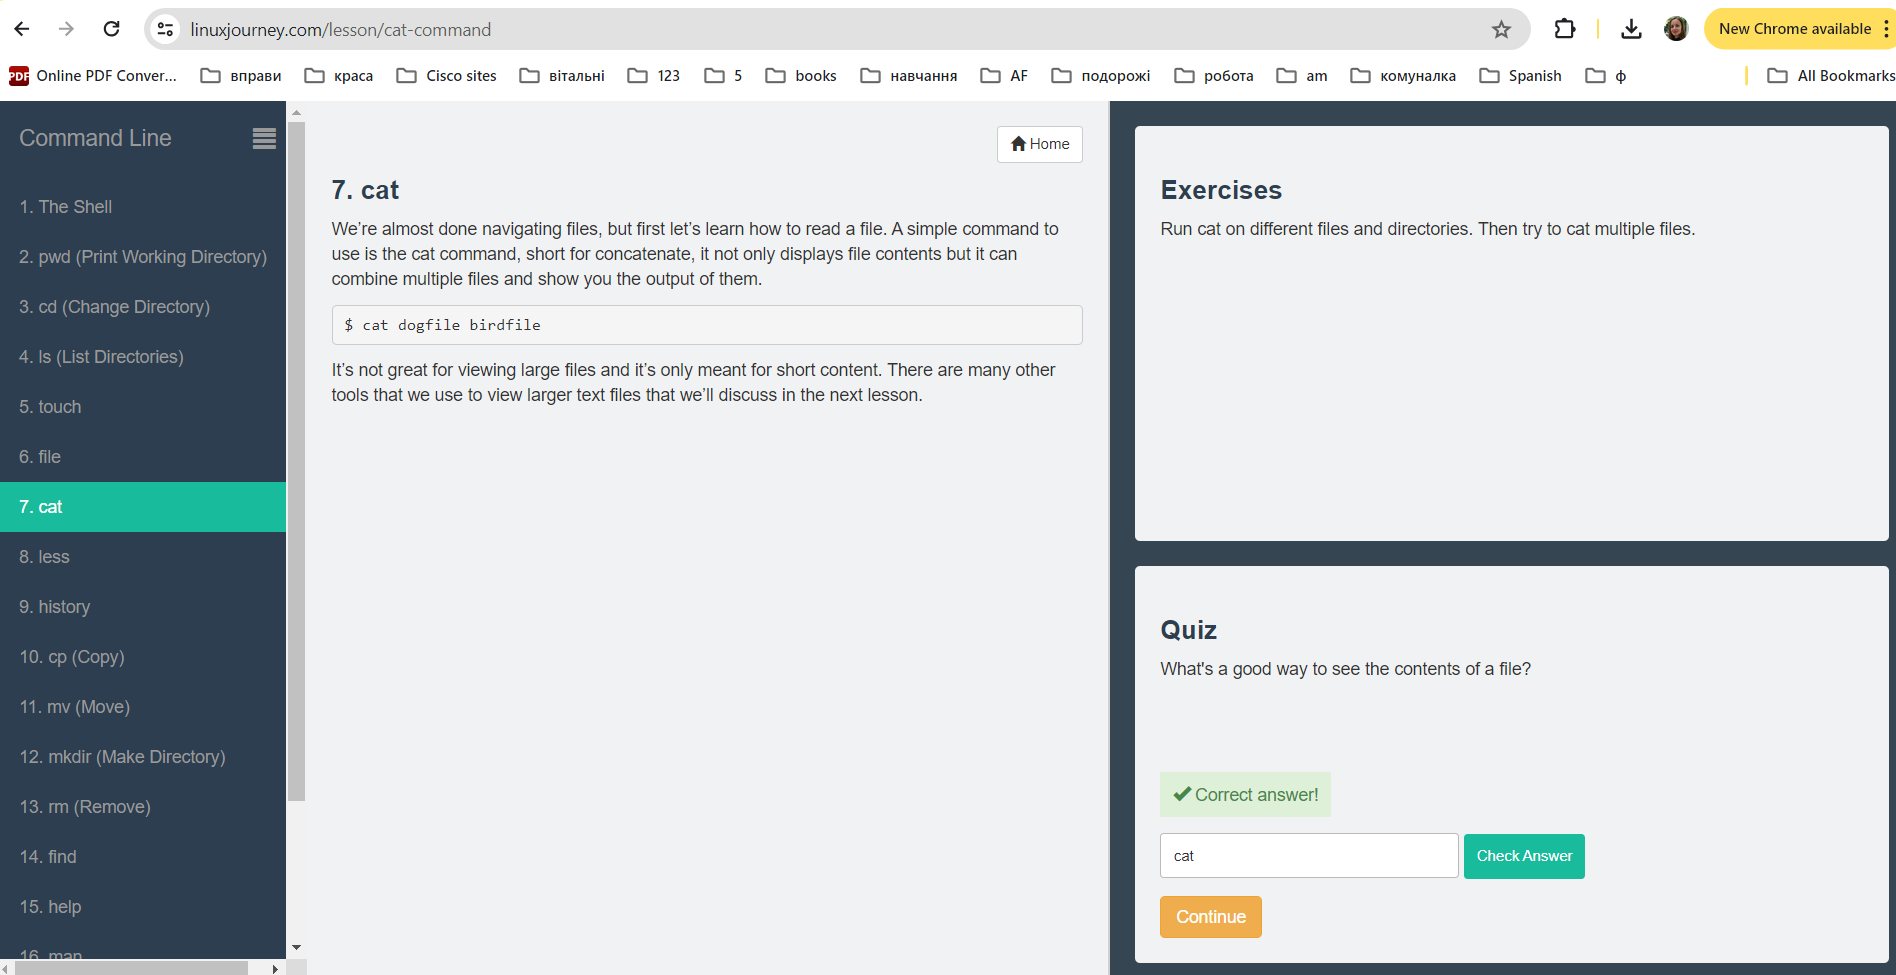 linuxjourney.com/lesson/cat-command
New Chrome available
PDF Online PDF Conver...
вправи
краса
Cisco sites
вітальні
123
5
books
навчання
AF
подорожі
робота
am
комуналка
Spanish
ф
All Bookmarks
Command Line
1. The Shell
2. pwd (Print Working Directory)
3. cd (Change Directory)
4. ls (List Directories)
5. touch
6. file
7. cat
8. less
9. history
10. cp (Copy)
11. mv (Move)
12. mkdir (Make Directory)
13. rm (Remove)
14. find
15. help
16. man
Home
7. cat
We’re almost done navigating files, but first let’s learn how to read a file. A simple command to
use is the cat command, short for concatenate, it not only displays file contents but it can
combine multiple files and show you the output of them.
$ cat dogfile birdfile
It’s not great for viewing large files and it’s only meant for short content. There are many other
tools that we use to view larger text files that we’ll discuss in the next lesson.
Exercises
Run cat on different files and directories. Then try to cat multiple files.
Quiz
What's a good way to see the contents of a file?
Correct answer!
cat
Check Answer
Continue